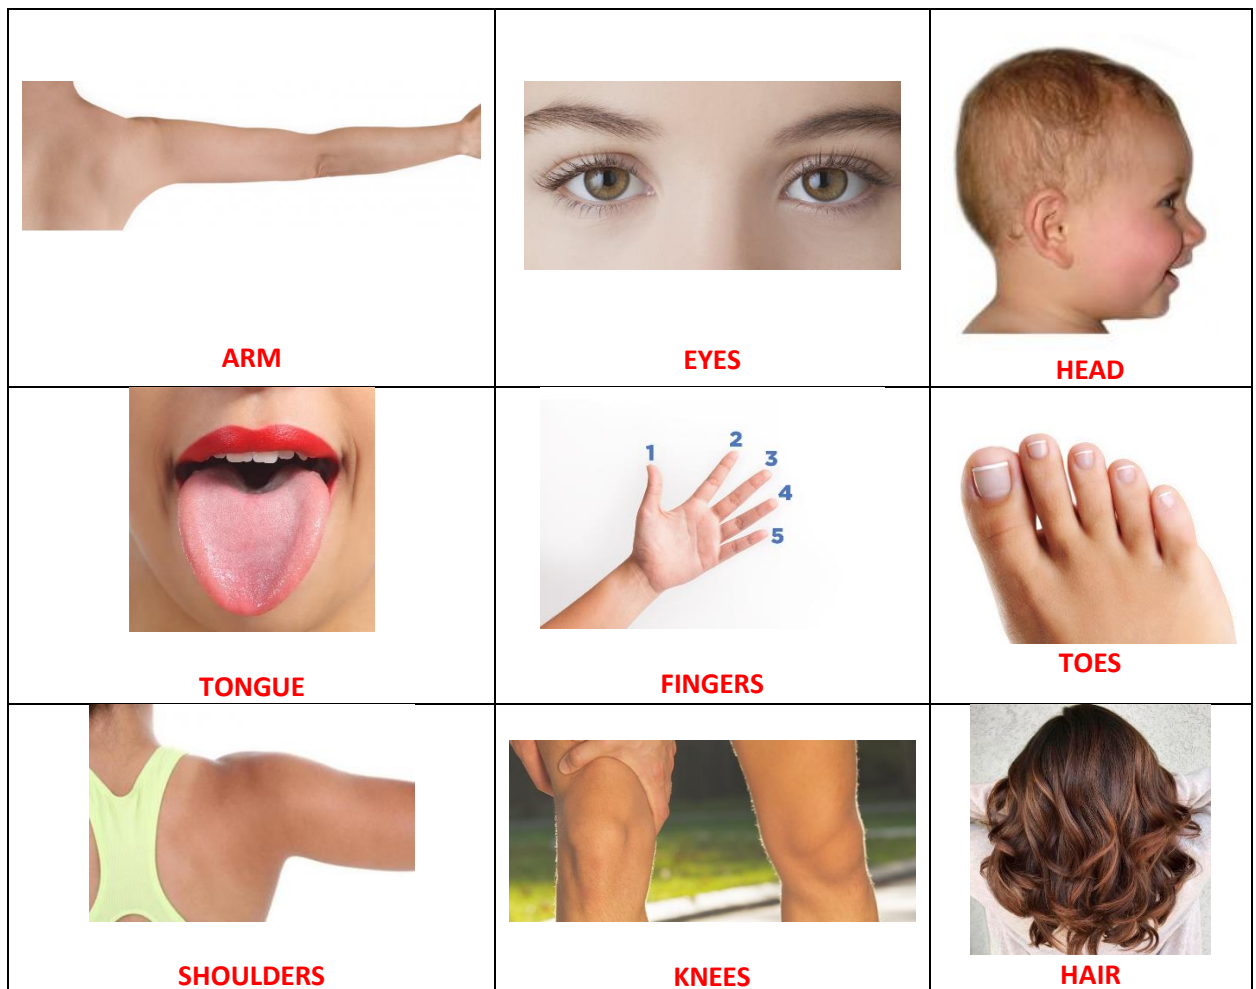 ARM
EYES
HEAD
TONGUE
1
2
3
4
5
FINGERS
TOES
SHOULDERS
KNEES
HAIR